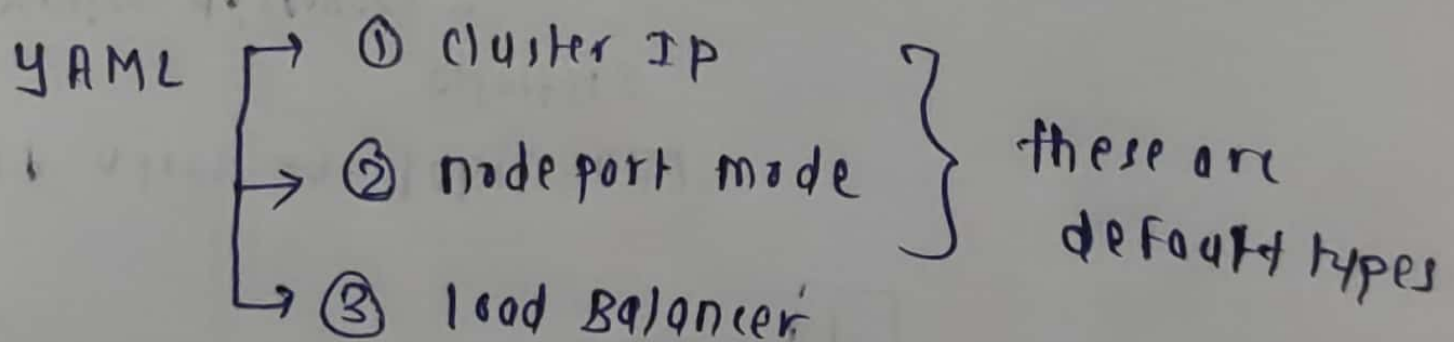 YAML
① cluster IP
② nodeport mode
③ load Balancer
these are
default types